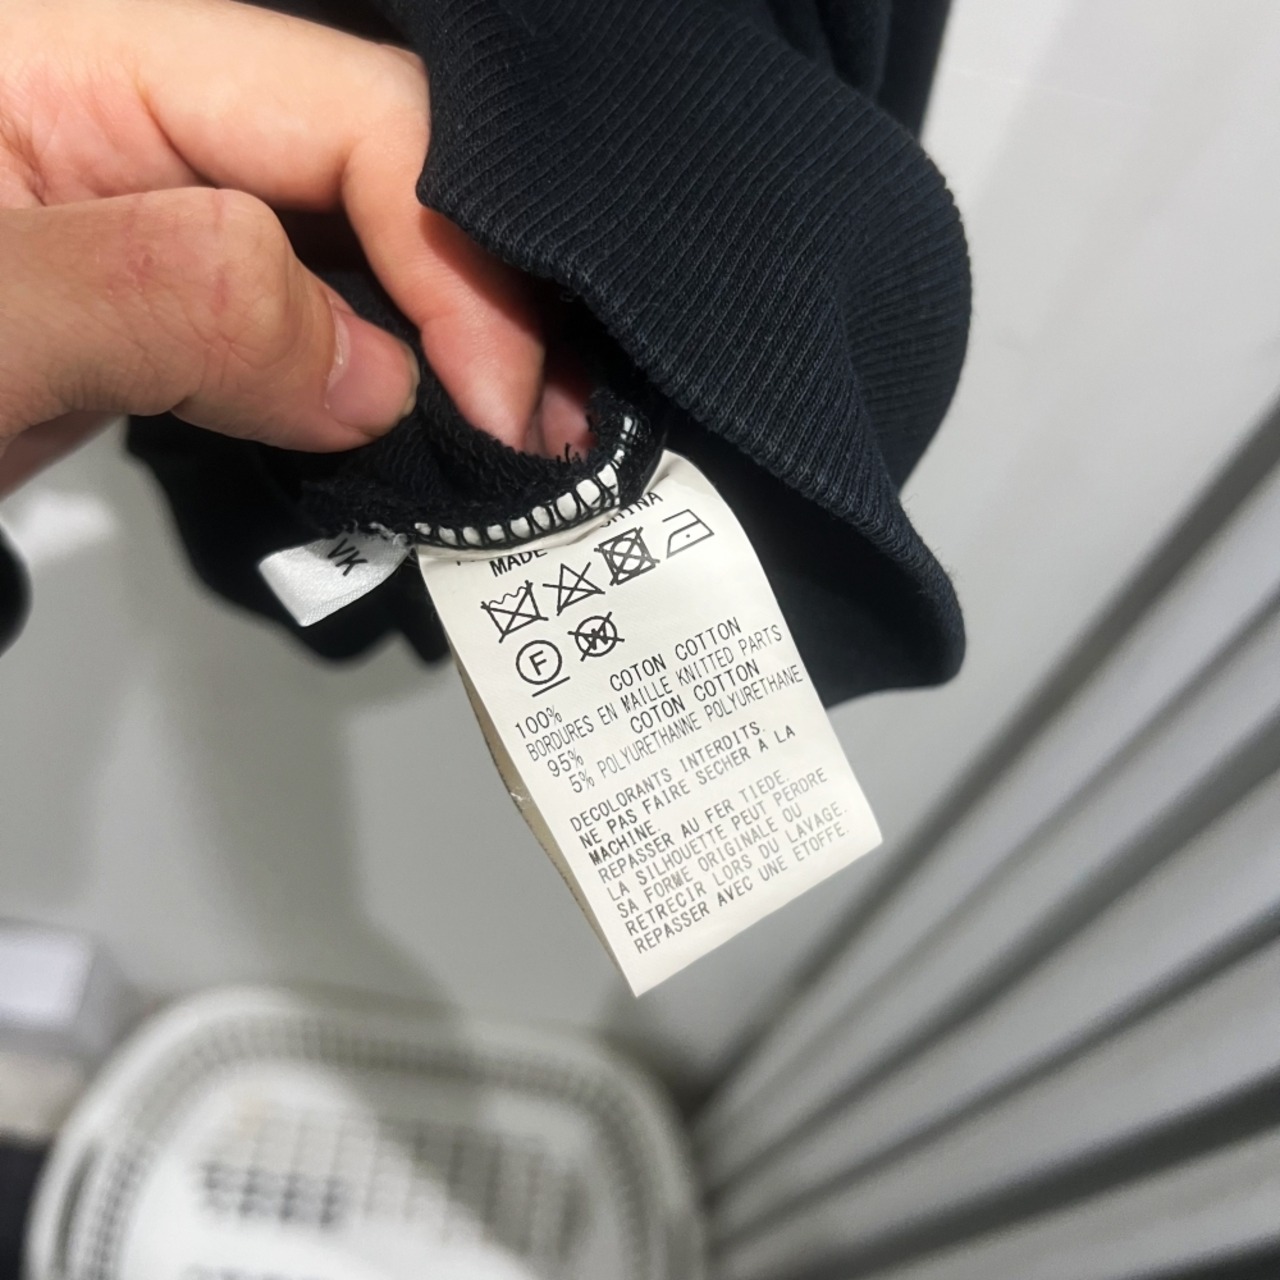 VK
MADE
F
W
100% COTON COTTON
BORDURES EN MAILLE KNITTED PARTS
95% COTON COTTON
5% POLYURETHANNE POLYURETHANE
DECOLORANTS INTERDITS.
NE PAS FAIRE SECHER A LA
MACHINE.
REPASSER AU FER TIEDE.
LA SILHOUETTE PEUT PERDRE
SA FORME ORIGINALE OU
RETRECIR LORS DU LAVAGE.
REPASSER AVEC UNE ETOFFE.